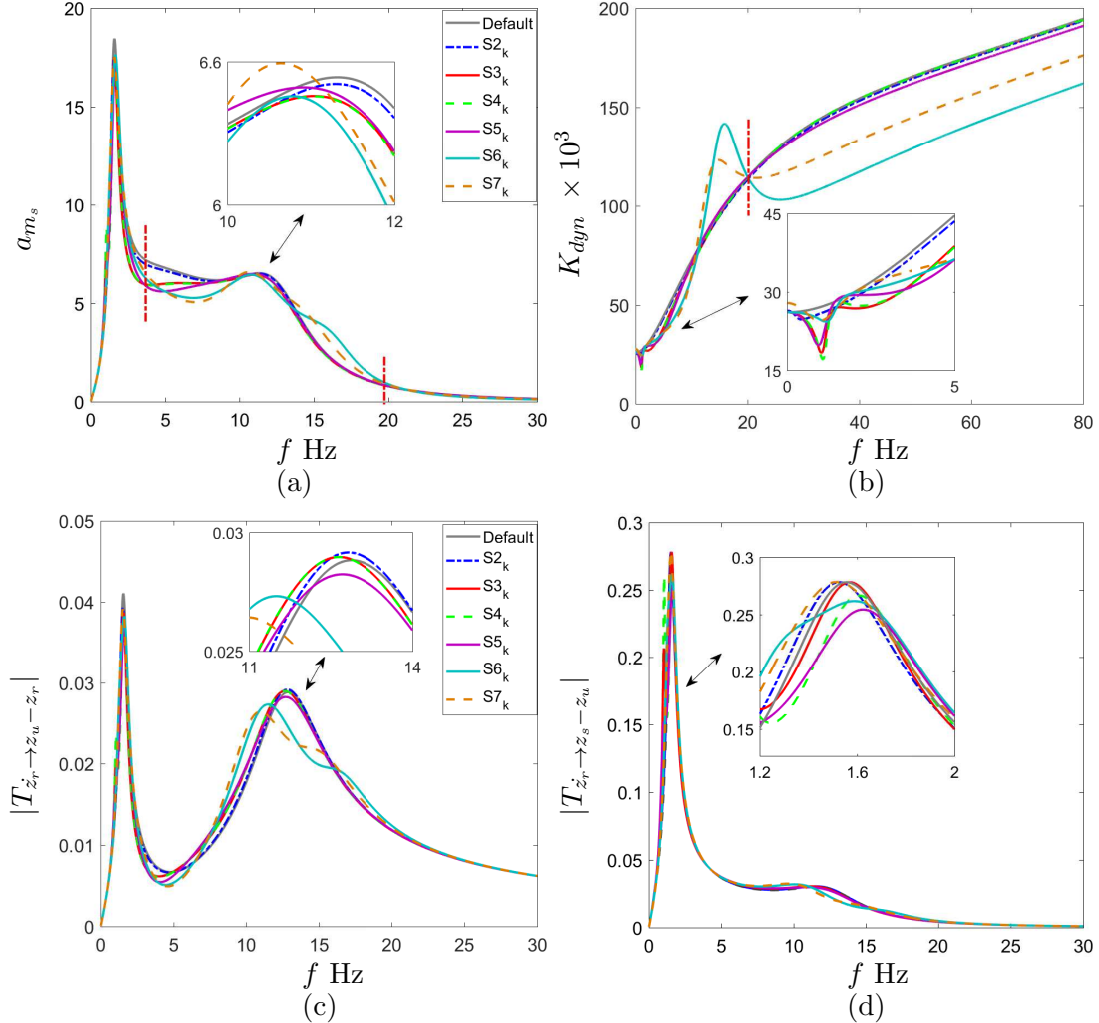 20
15
10
5
0
0
5
10
15
20
25
30
a_{m_s}
f Hz
(a)
6.6
6
10
12
Default
S2_k
S3_k
S4_k
S5_k
S6_k
S7_k
200
150
100
50
0
0
20
40
60
80
K_{dyn} × 10^3
f Hz
(b)
45
30
15
0
5
0.05
0.04
0.03
0.02
0.01
0
0
5
10
15
20
25
30
|T_{\dot{z}_r→z_u−z_r}|
f Hz
(c)
0.03
0.025
11
14
Default
S2_k
S3_k
S4_k
S5_k
S6_k
S7_k
0.3
0.25
0.2
0.15
0.1
0.05
0
0
5
10
15
20
25
30
|T_{\dot{z}_r→z_s−z_u}|
f Hz
(d)
0.3
0.25
0.2
0.15
1.2
1.6
2